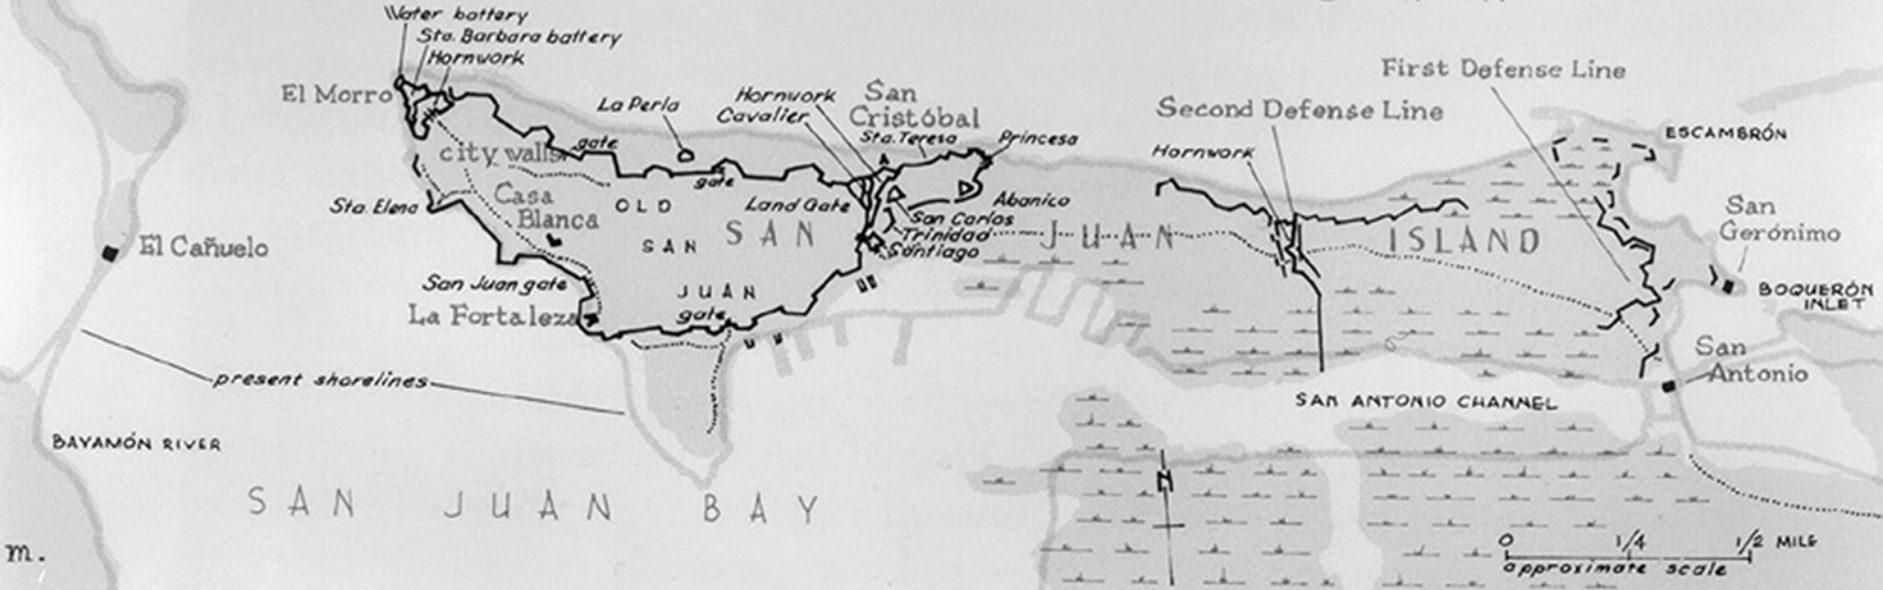 Water battery
Sta. Barbara battery
Hornwork
El Morro
city walls
gate
La Perla
gate
Hornwork
Cavalier
San
Cristóbal
Sta. Teresa
Princesa
Abanico
San Carlos
Trinidad
Santiago
Land Gate
Sta. Elena
Casa
Blanca
OLD
SAN
JUAN
gate
San Juan gate
La Fortaleza
El Cañuelo
SAN JUAN ISLAND
Hornwork
Second Defense Line
First Defense Line
ESCAMBRÓN
San
Gerónimo
BOQUERÓN
INLET
San
Antonio
SAN ANTONIO CHANNEL
present shorelines
BAYAMÓN RIVER
SAN JUAN BAY
N
m.
0 1/4 1/2 MILE
approximate scale